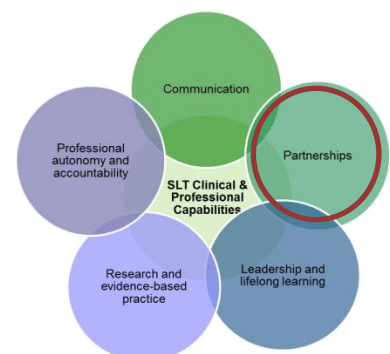 Communication
Professional
autonomy and
accountability
Partnerships
SLT Clinical &
Professional
Capabilities
Research and
evidence-based
practice
Leadership and
lifelong learning